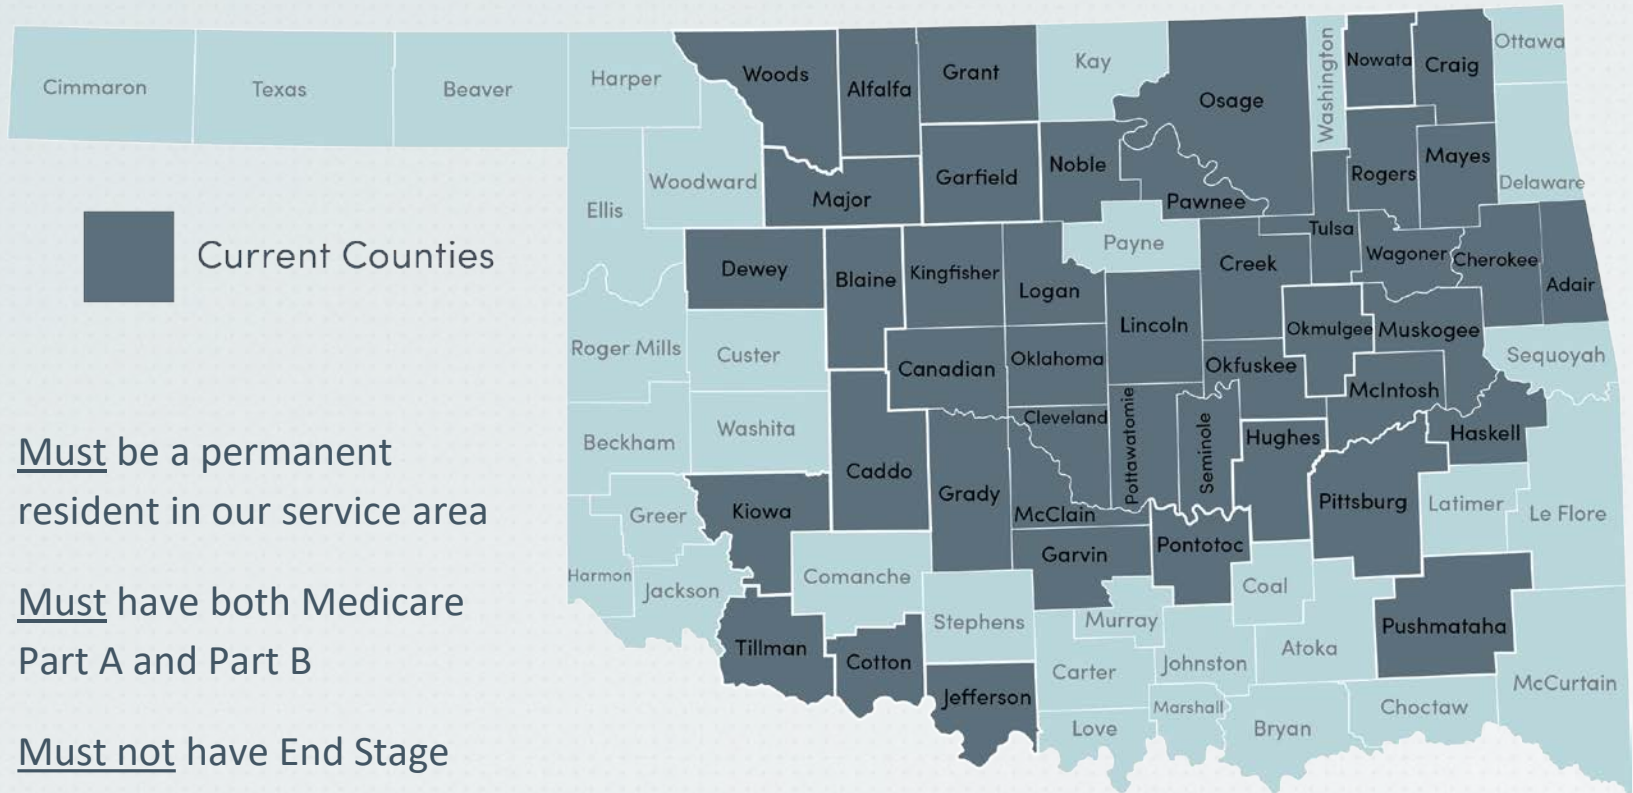 Cimmaron
Texas
Beaver
Harper
Woods
Alfalfa
Grant
Kay
Osage
Washington
Nowata
Craig
Ottawa
Woodward
Ellis
Major
Garfield
Noble
Pawnee
Rogers
Mayes
Delaware
Current Counties
Dewey
Blaine
Kingfisher
Logan
Payne
Creek
Tulsa
Wagoner
Cherokee
Adair
Roger Mills
Custer
Canadian
Oklahoma
Lincoln
Okfuskee
Okmulgee
Muskogee
Sequoyah
McIntosh
Beckham
Washita
Caddo
Grady
Cleveland
Pottawatomie
Seminole
Hughes
Haskell
Must be a permanent
resident in our service area
Greer
Kiowa
McClain
Pittsburg
Latimer
Le Flore
Harmon
Jackson
Comanche
Garvin
Pontotoc
Coal
Must have both Medicare
Part A and Part B
Tillman
Cotton
Stephens
Murray
Johnston
Atoka
Pushmataha
Jefferson
Carter
Love
Marshall
Bryan
Choctaw
McCurtain
Must not have End Stage